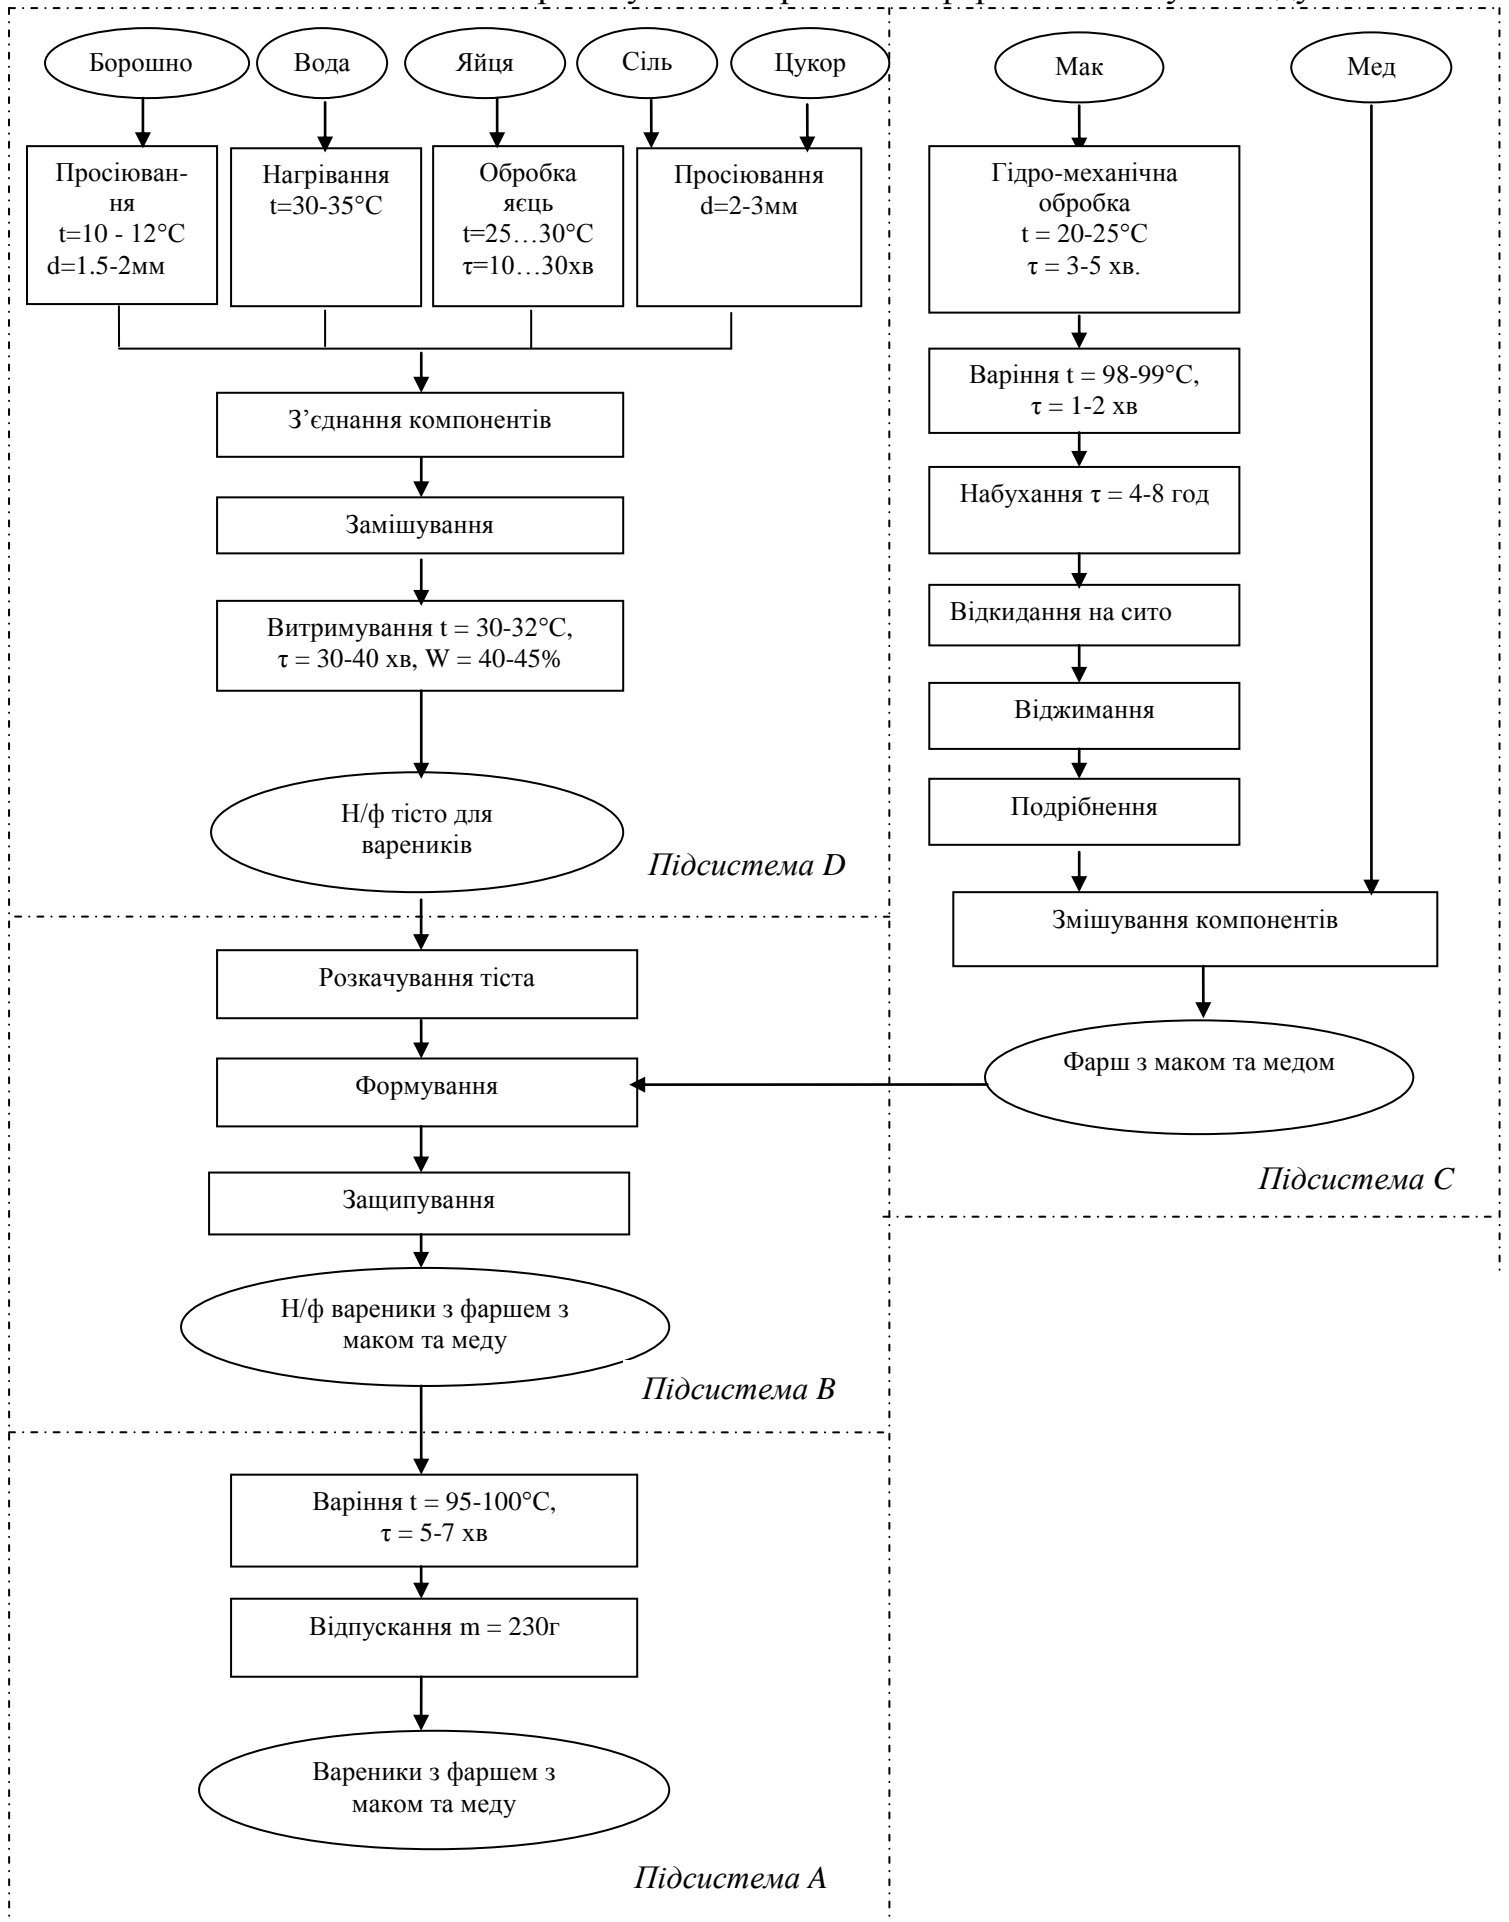 Борошно
Вода
Яйця
Сіль
Цукор
Мак
Мед
Просіюван-
ня
t=10 - 12°C
d=1.5-2мм
Нагрівання
t=30-35°C
Обробка
яєць
t=25…30°C
τ=10…30хв
Просіювання
d=2-3мм
Гідро-механічна
обробка
t = 20-25°C
τ = 3-5 хв.
Варіння t = 98-99°C,
τ = 1-2 хв
З’єднання компонентів
Набухання τ = 4-8 год
Замішування
Відкидання на сито
Витримування t = 30-32°C,
τ = 30-40 хв, W = 40-45%
Віджимання
Подрібнення
Н/ф тісто для
вареників
Підсистема D
Змішування компонентів
Розкачування тіста
Формування
Фарш з маком та медом
Защипування
Підсистема С
Н/ф вареники з фаршем з
маком та меду
Підсистема В
Варіння t = 95-100°C,
τ = 5-7 хв
Відпускання m = 230г
Вареники з фаршем з
маком та меду
Підсистема А